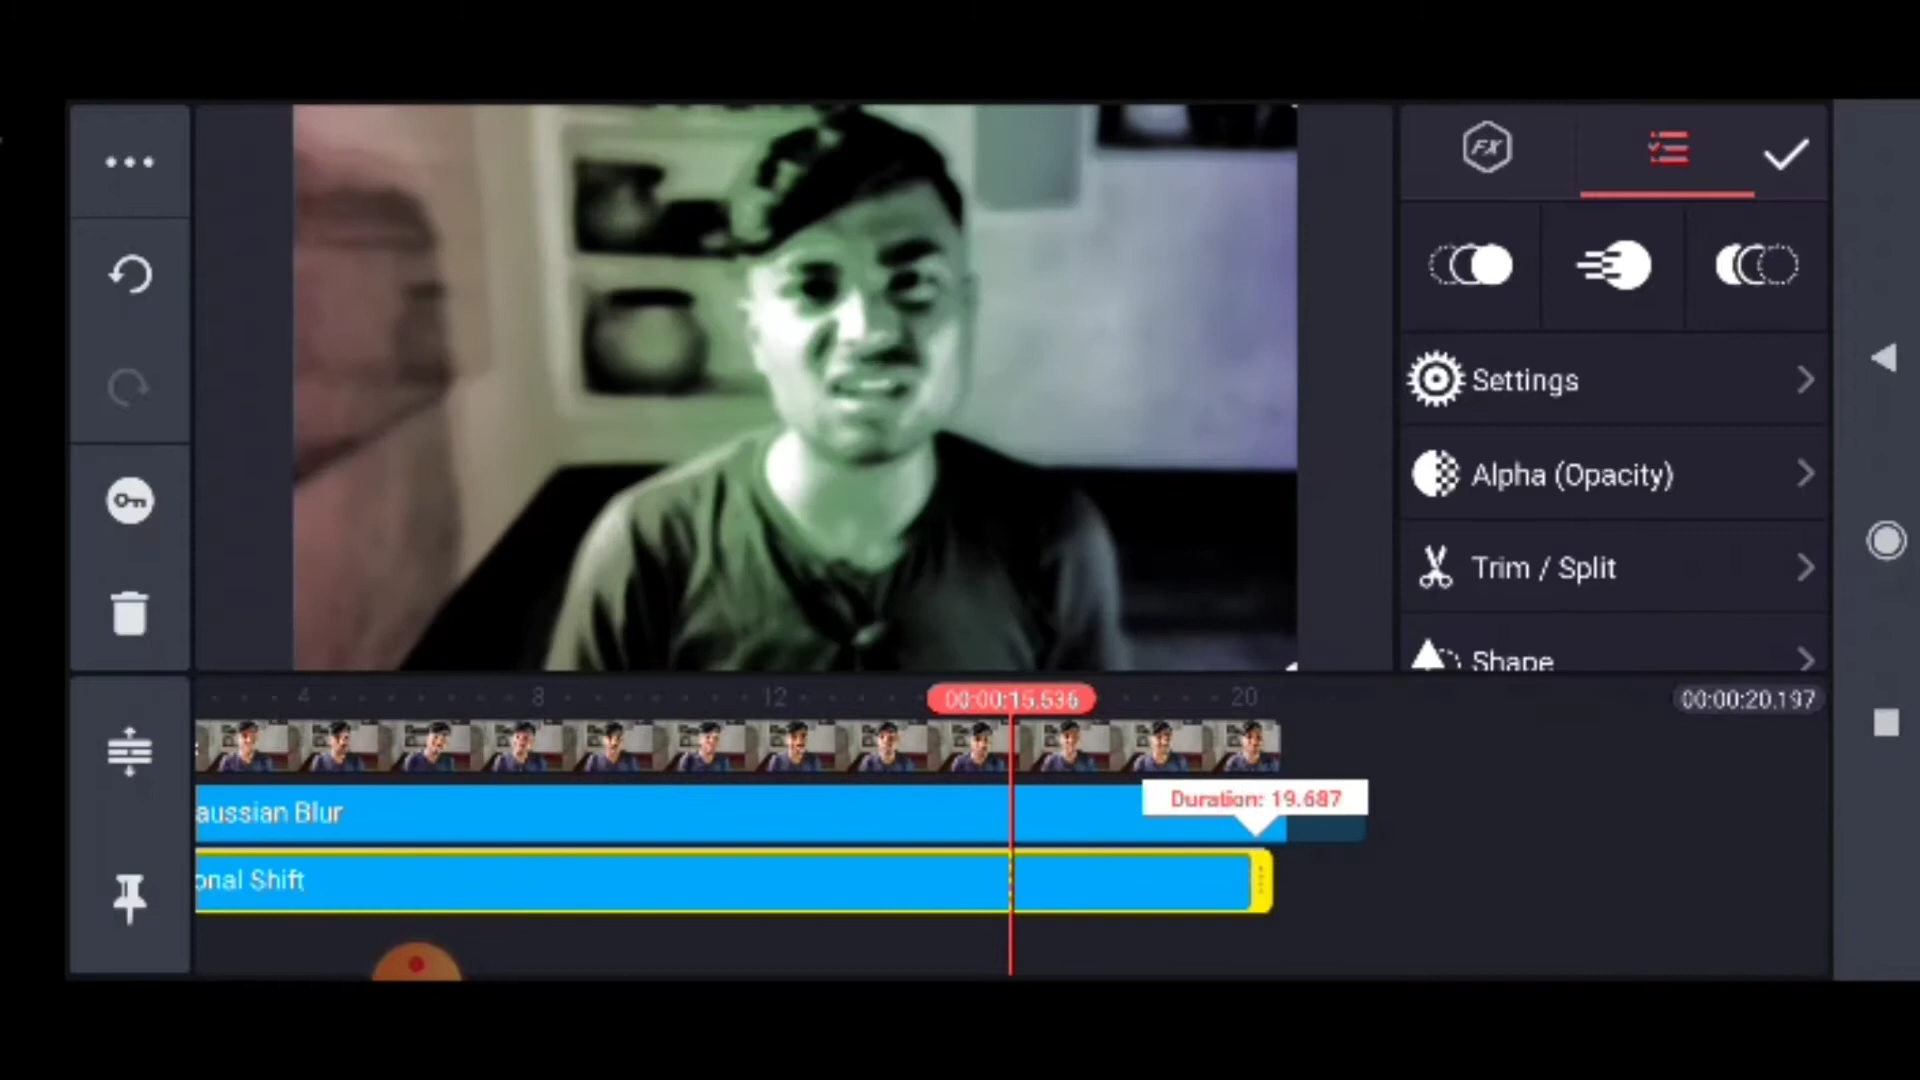 FX
Settings
Alpha (Opacity)
Trim / Split
Shape
4
8
12
00:00:15.536
20
00:00:20.197
Duration: 19.687
aussian Blur
onal Shift